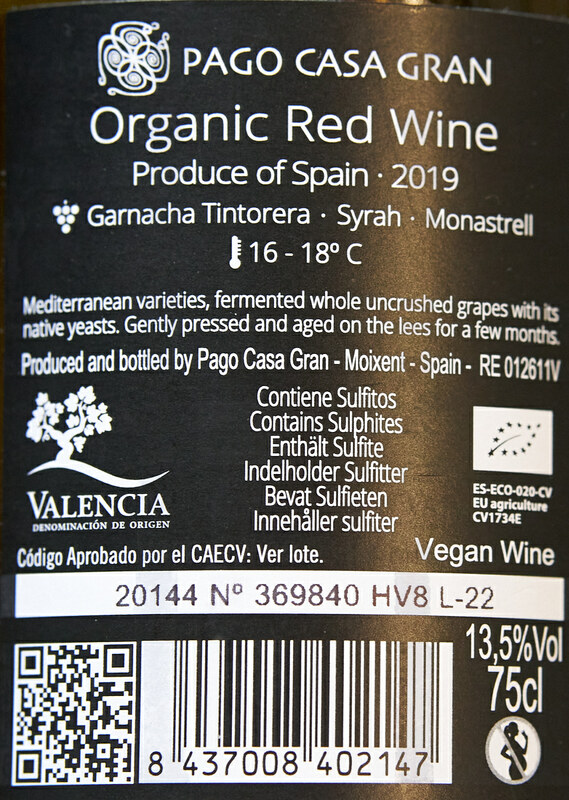 PAGO CASA GRAN
Organic Red Wine
Produce of Spain · 2019
Garnacha Tintorera · Syrah · Monastrell
16 - 18º C
Mediterranean varieties, fermented whole uncrushed grapes with its
native yeasts. Gently pressed and aged on the lees for a few months.
Produced and bottled by Pago Casa Gran - Moixent - Spain - RE 012611V
Contiene Sulfitos
Contains Sulphites
Enthält Sulfite
Indelholder Sulfitter
Bevat Sulfieten
Innehåller sulfiter
VALENCIA
DENOMINACIÓN DE ORIGEN
ES-ECO-020-CV
EU agriculture
CV1734E
Código Aprobado por el CAECV: Ver lote.
Vegan Wine
20144 Nº 369840 HV8 L-22
13,5%Vol
75cl
8 437008 402147